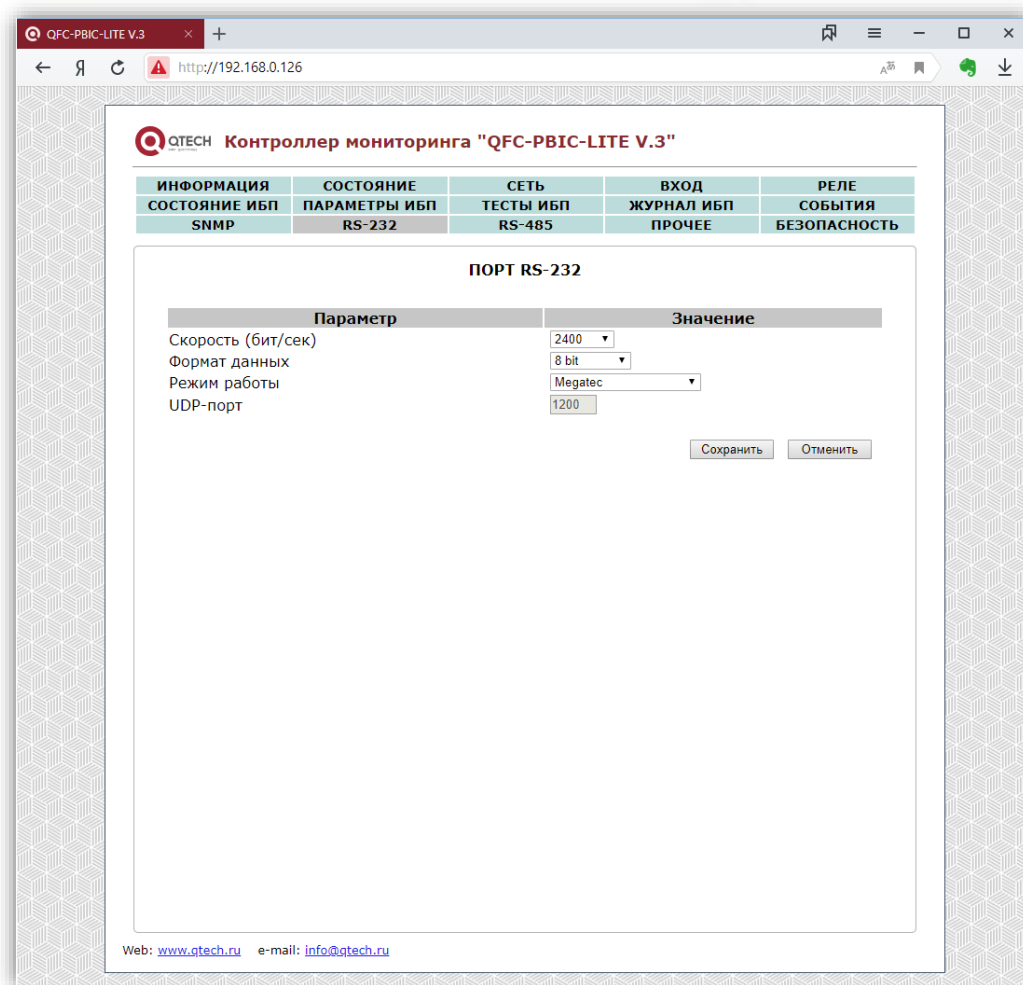 QFC-PBIC-LITE V.3
http://192.168.0.126
QTECH Контроллер мониторинга "QFC-PBIC-LITE V.3"
ИНФОРМАЦИЯ СОСТОЯНИЕ СЕТЬ ВХОД РЕЛЕ
СОСТОЯНИЕ ИБП ПАРАМЕТРЫ ИБП ТЕСТЫ ИБП ЖУРНАЛ ИБП СОБЫТИЯ
SNMP RS-232 RS-485 ПРОЧЕЕ БЕЗОПАСНОСТЬ
ПОРТ RS-232
Параметр Значение
Скорость (бит/сек) 2400
Формат данных 8 bit
Режим работы Megatec
UDP-порт 1200
Сохранить Отменить
Web: www.qtech.ru e-mail: info@qtech.ru